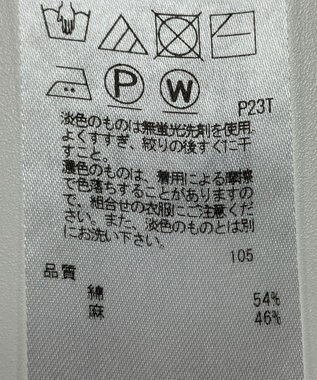 P
W
P23T
淡色のものは無蛍光洗剤を使用、
よくすすぎ、絞りの後すぐに干
すこと。
濃色のものは、着用による摩擦
で色落ちすることがありますの
で、組合せの衣服にご注意くだ
さい。また、淡色のものとは別
にお洗い下さい。
105
品質
綿 54%
麻 46%